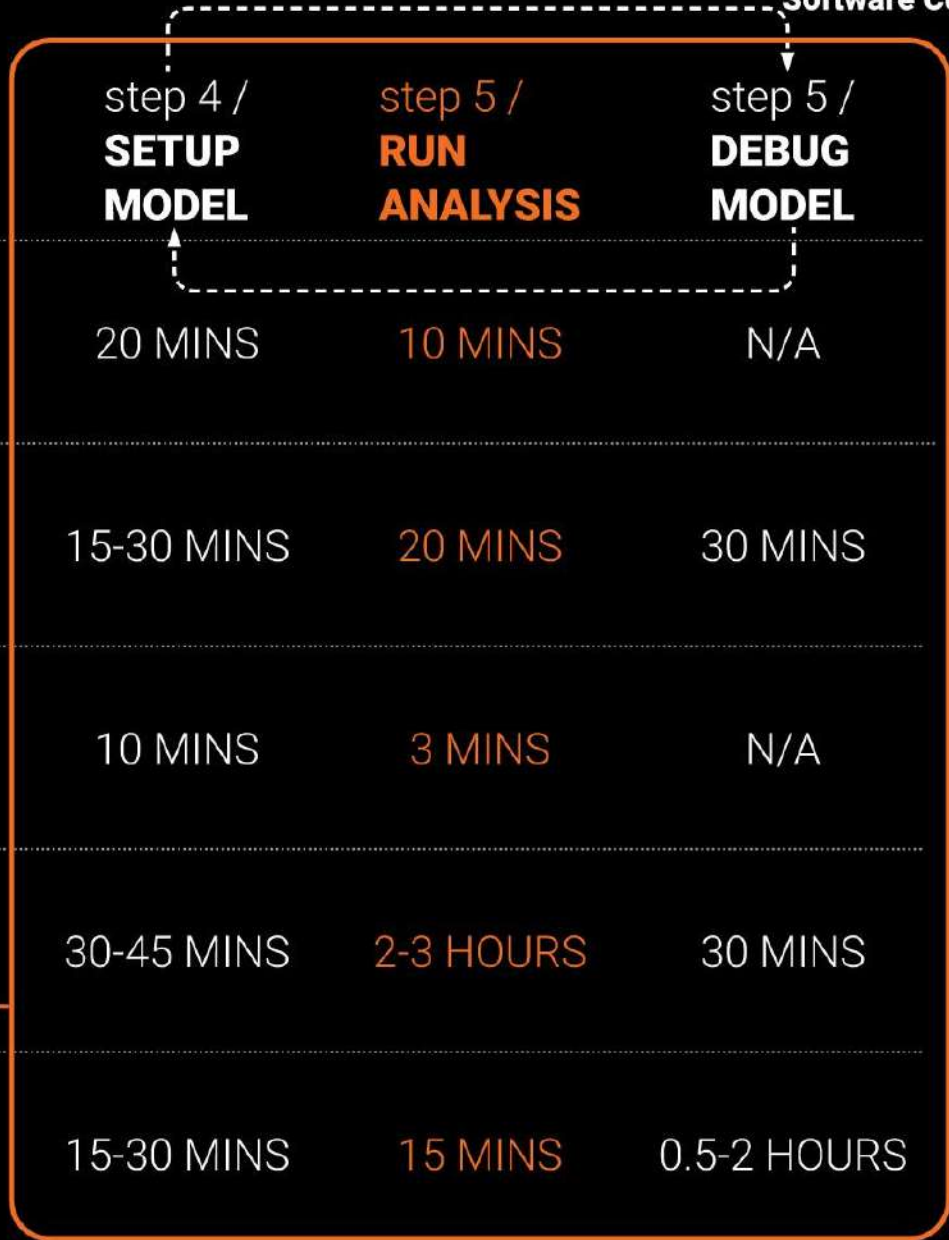 Software
step 4 / step 5 / step 5 /
SETUP RUN DEBUG
MODEL ANALYSIS MODEL
20 MINS 10 MINS N/A
15-30 MINS 20 MINS 30 MINS
10 MINS 3 MINS N/A
30-45 MINS 2-3 HOURS 30 MINS
15-30 MINS 15 MINS 0.5-2 HOURS